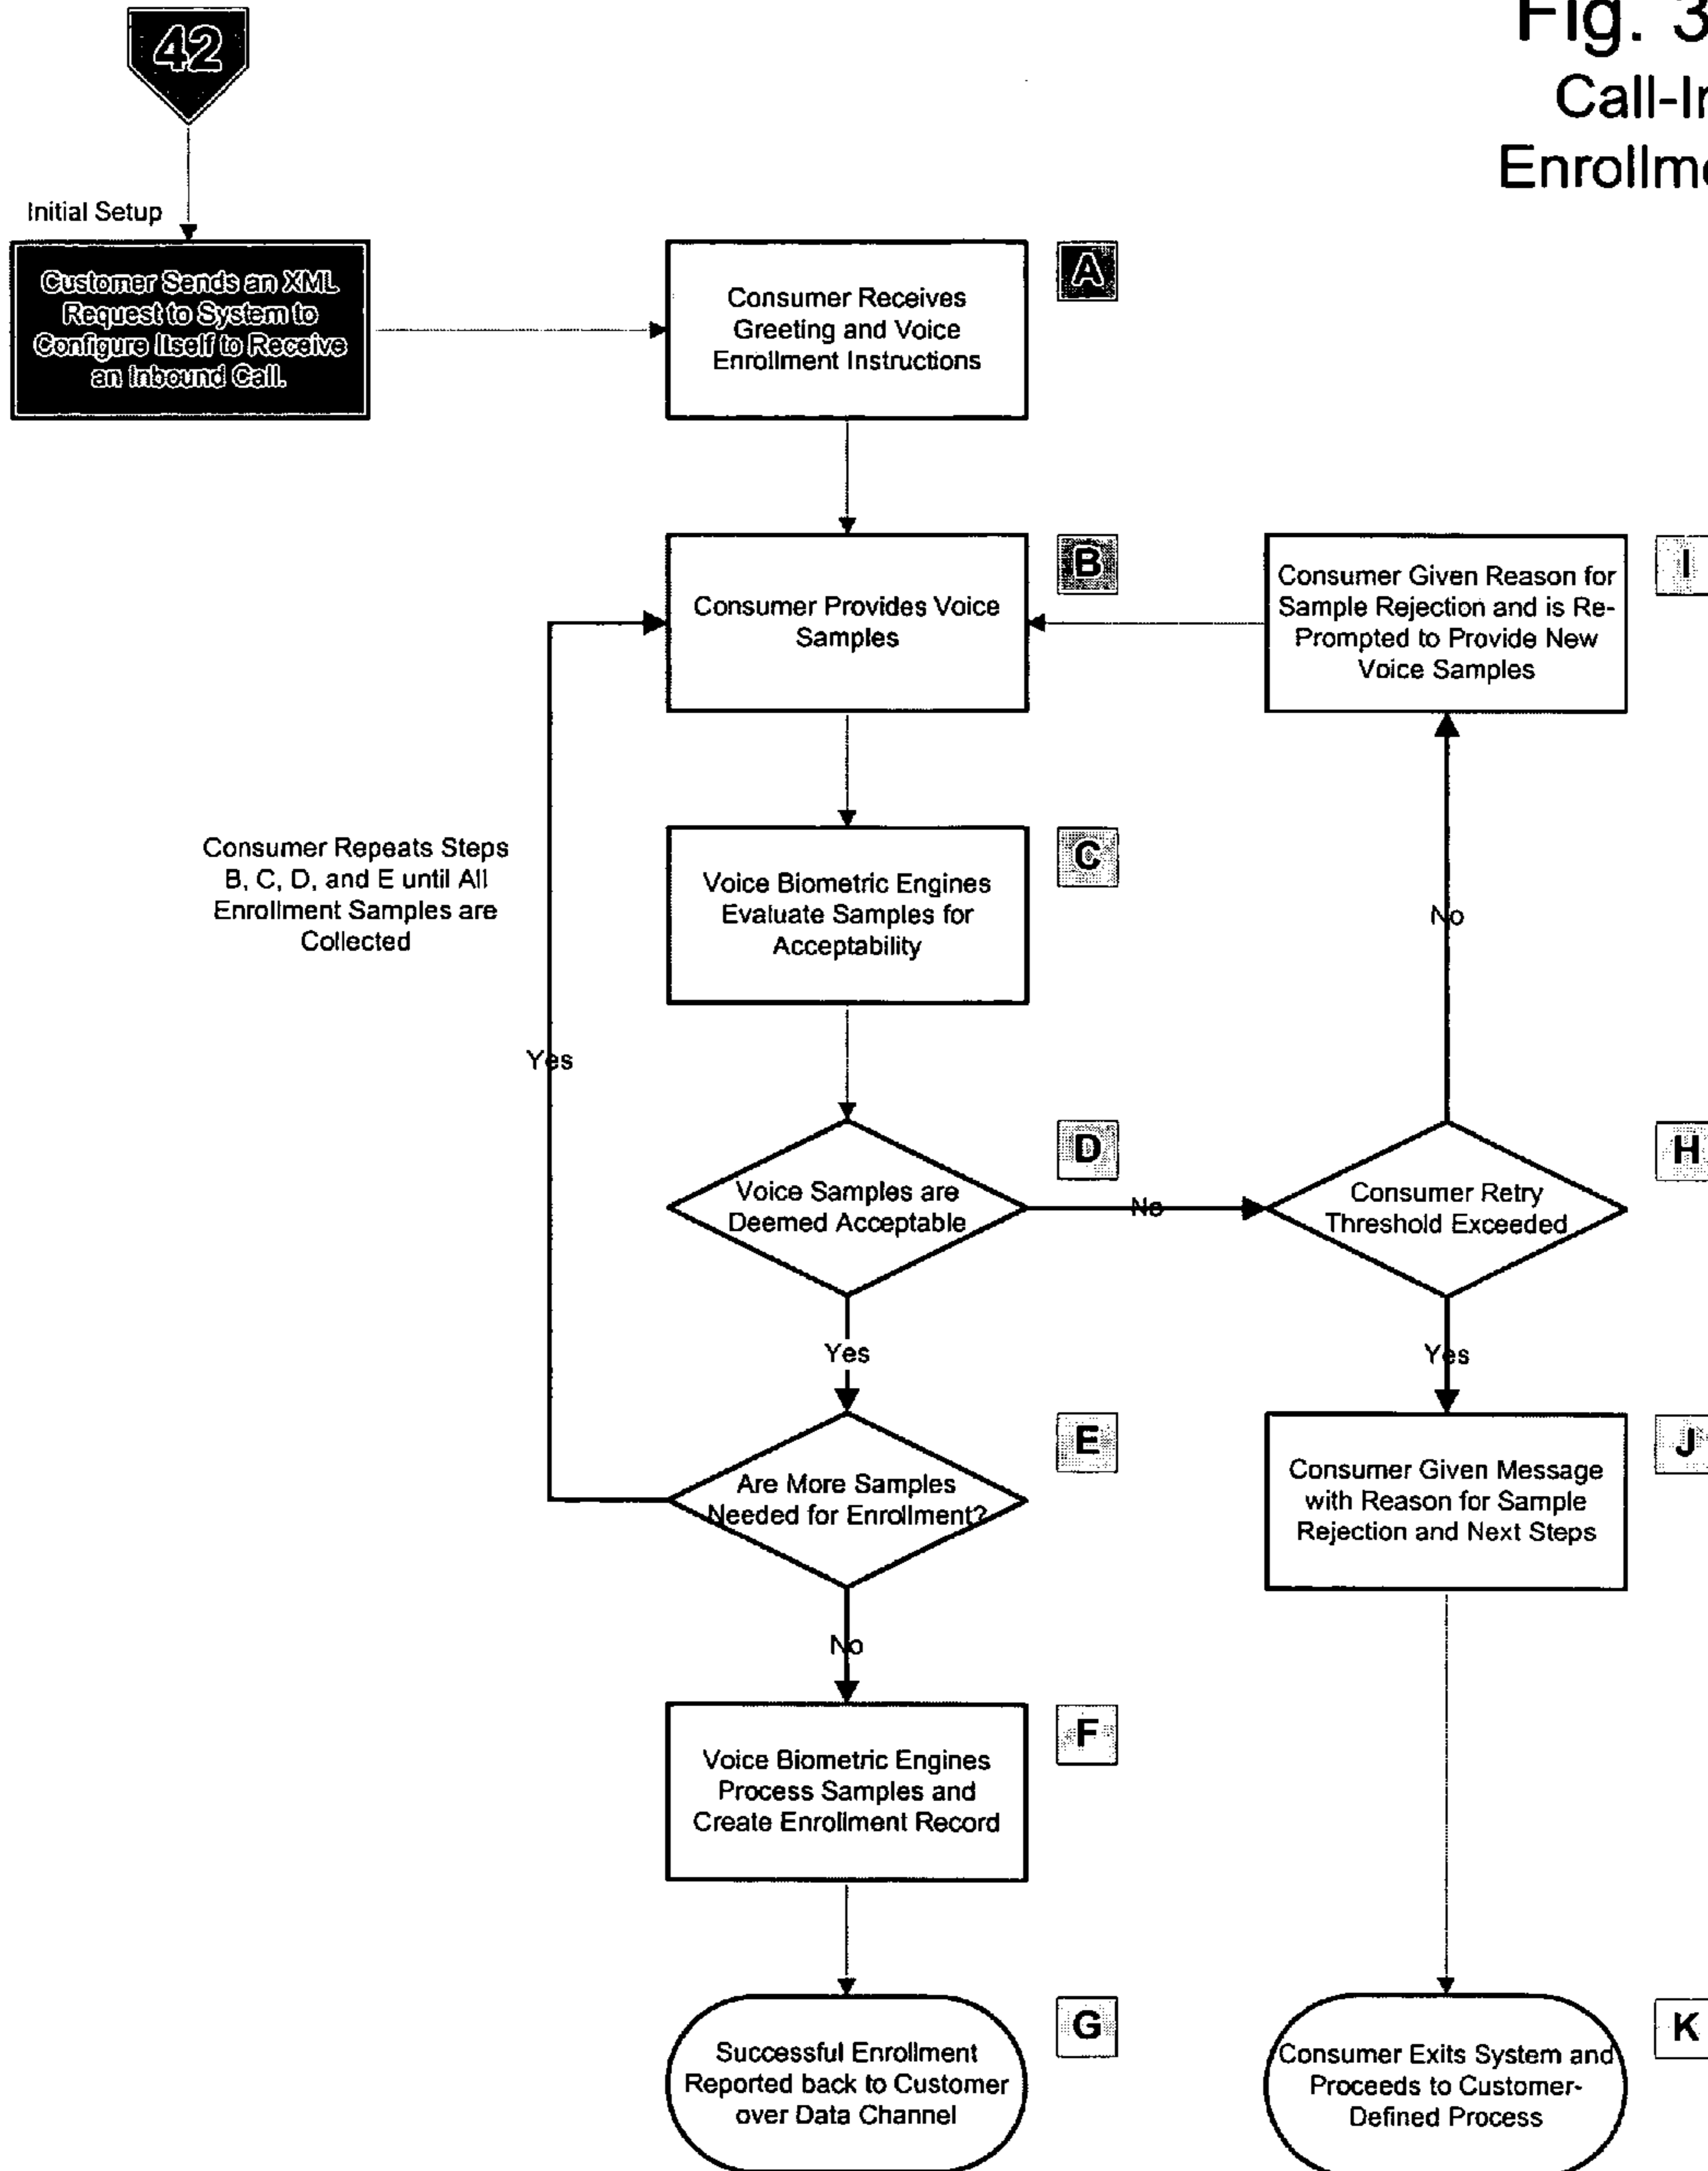 42
Fig. 3
Call-In
Enrollme
Initial Setup
Customer Sends an XML
Request to System to
Configure Itself to Receive
an Inbound Call.
Consumer Receives
Greeting and Voice
Enrollment Instructions
A
Consumer Provides Voice
Samples
B
Consumer Given Reason for
Sample Rejection and is Re-
Prompted to Provide New
Voice Samples
I
Consumer Repeats Steps
B, C, D, and E until All
Enrollment Samples are
Collected
Voice Biometric Engines
Evaluate Samples for
Acceptability
C
No
Yes
Voice Samples are
Deemed Acceptable
D
No
Consumer Retry
Threshold Exceeded
H
Yes
Yes
Are More Samples
Needed for Enrollment?
E
Consumer Given Message
with Reason for Sample
Rejection and Next Steps
J
No
Voice Biometric Engines
Process Samples and
Create Enrollment Record
F
Successful Enrollment
Reported back to Customer
over Data Channel
G
Consumer Exits System and
Proceeds to Customer-
Defined Process
K